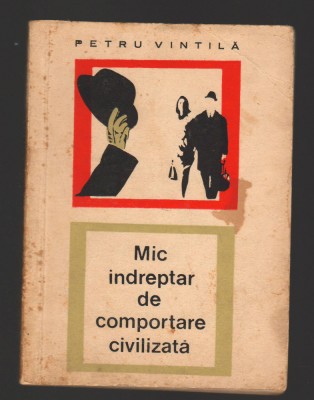 PETRU VINTILĂ
Mic
indreptar
de
comportare
civilizată